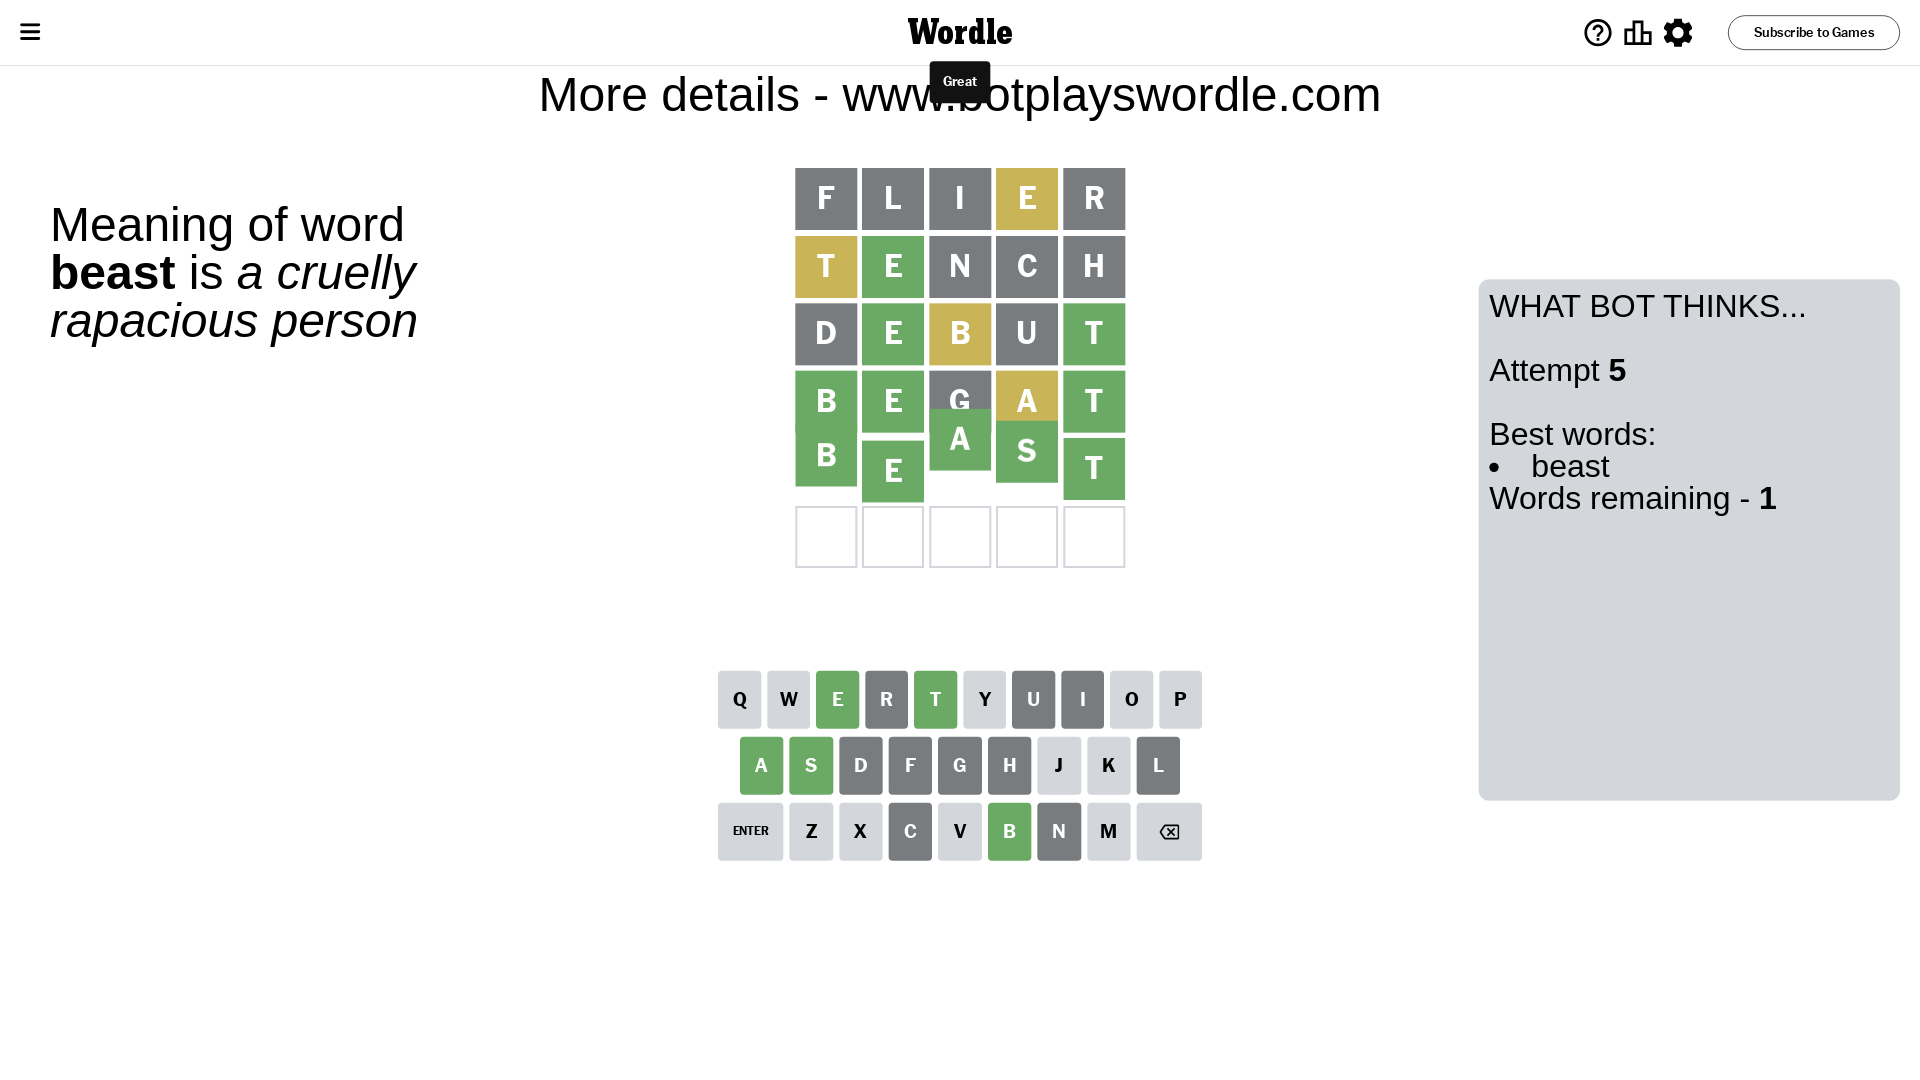 Wordle
Subscribe to Games
Great
More details - www.botplayswordle.com
Meaning of word
beast is a cruelly
rapacious person
F L I E R
T E N C H
D E B U T
B E G A T
B E A S T
WHAT BOT THINKS...
Attempt 5
Best words:
• beast
Words remaining - 1
Q W E R T Y U I O P
A S D F G H J K L
ENTER Z X C V B N M